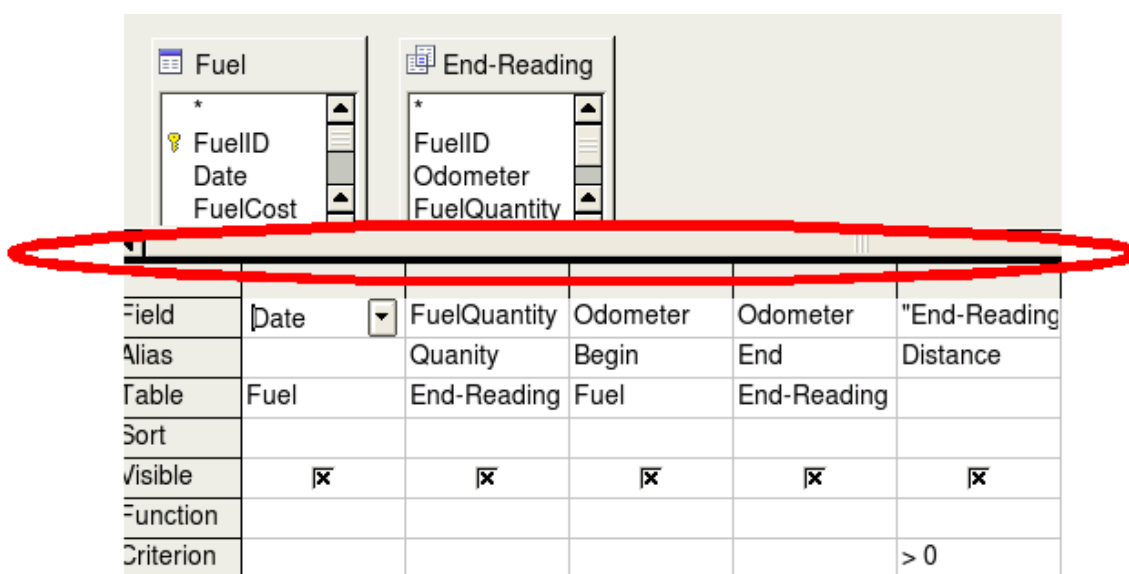 Fuel End-Reading
* *
FuelID FuelID
Date Odometer
FuelCost FuelQuantity
Field Date FuelQuantity Odometer Odometer "End-Reading
Alias Quanity Begin End Distance
Table Fuel End-Reading Fuel End-Reading
Sort
Visible
Function
Criterion > 0